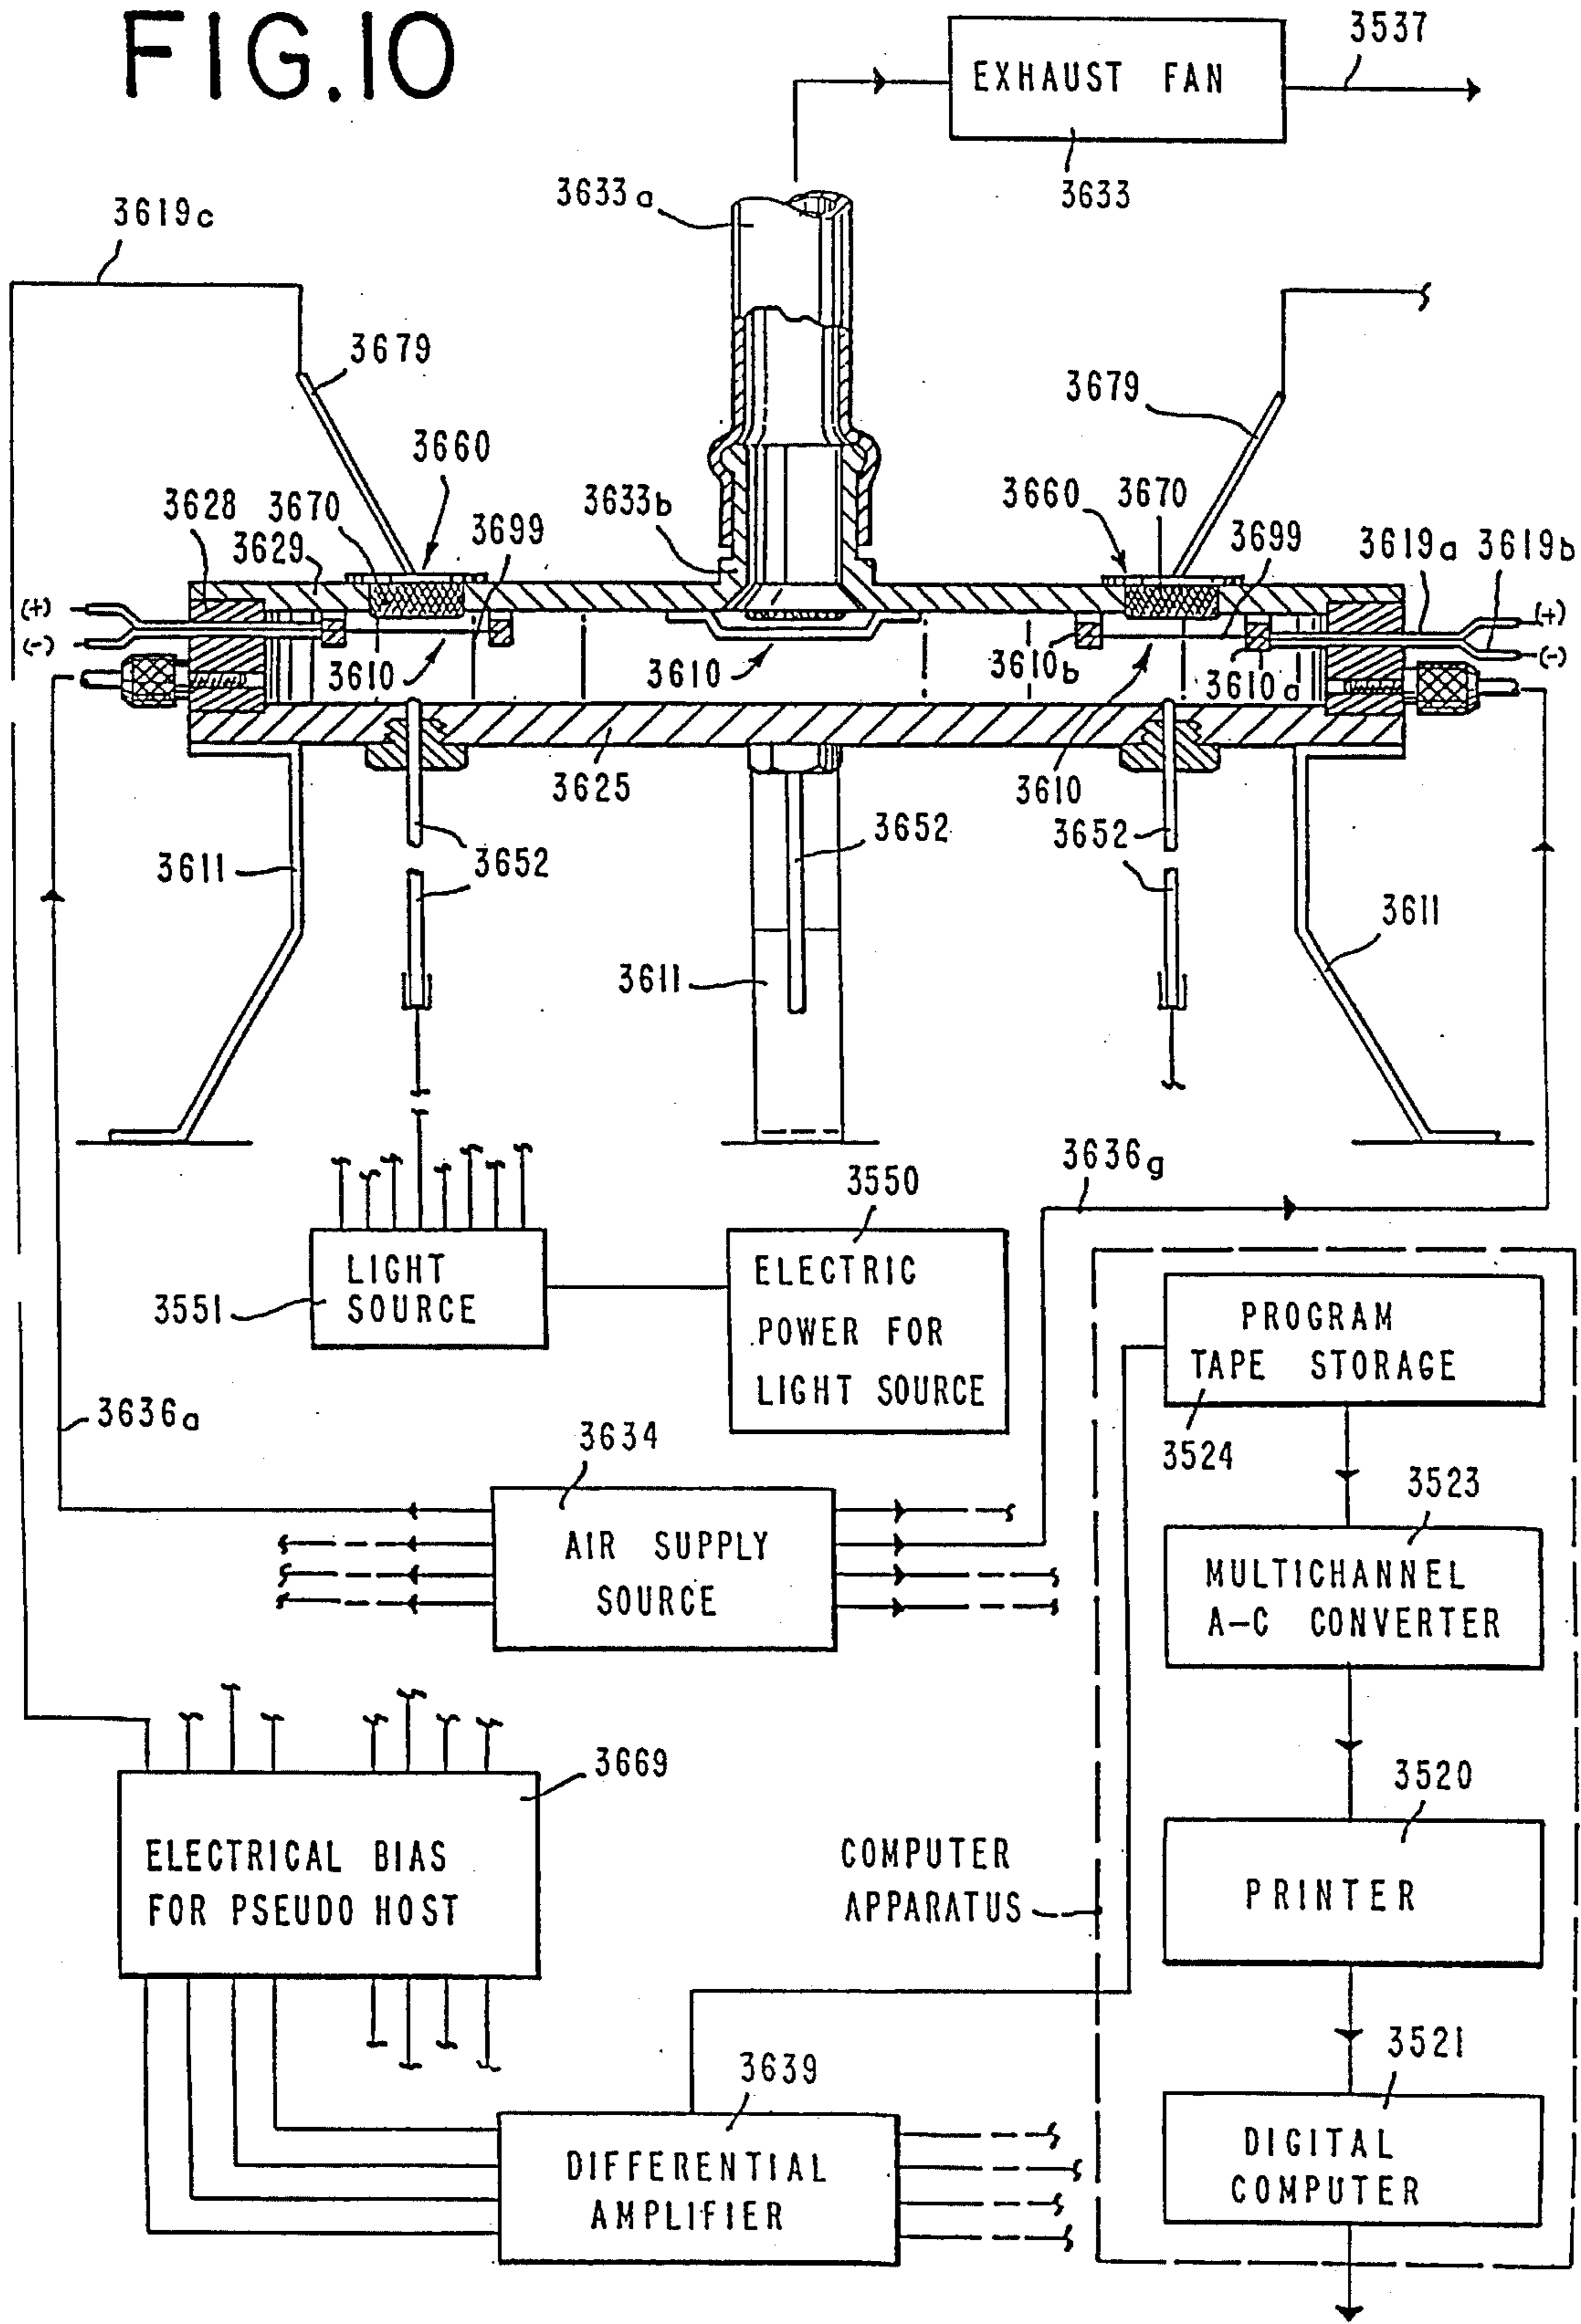 FIG.10
3537
EXHAUST FAN
3633
3633a
3619c
3679
3679
3660
3660
3670
3628
3670
3629
3699
3633b
3699
3619a
3619b
(+)
(-)
(+)
(-)
3610
3610
3610b
3610a
3610
3625
3652
3652
3652
3652
3611
3611
3611
3636g
3550
LIGHT
SOURCE
3551
ELECTRIC
POWER FOR
LIGHT SOURCE
PROGRAM
TAPE STORAGE
3524
3636a
3634
AIR SUPPLY
SOURCE
3523
MULTICHANNEL
A-C CONVERTER
3669
ELECTRICAL BIAS
FOR PSEUDO HOST
3520
PRINTER
COMPUTER
APPARATUS
3639
DIFFERENTIAL
AMPLIFIER
3521
DIGITAL
COMPUTER